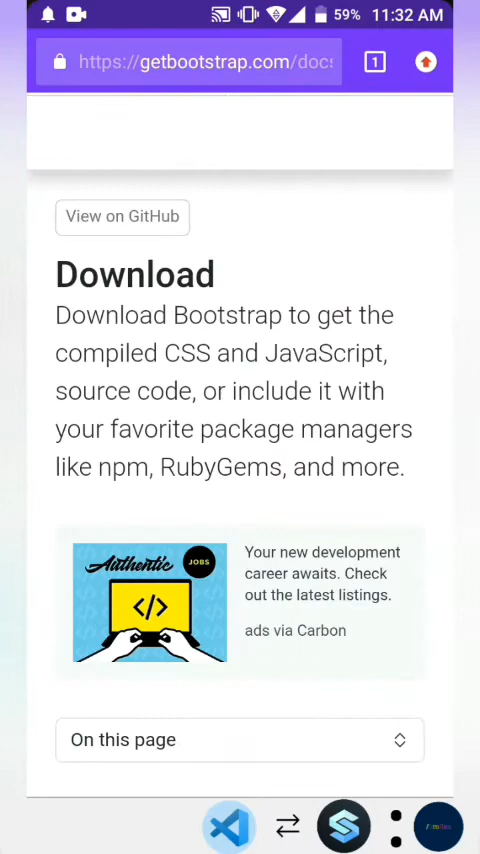 59% 11:32 AM
https://getbootstrap.com/docs
1
View on GitHub
Download
Download Bootstrap to get the
compiled CSS and JavaScript,
source code, or include it with
your favorite package managers
like npm, RubyGems, and more.
Authentic JOBS
</>
Your new development
career awaits. Check
out the latest listings.
ads via Carbon
On this page